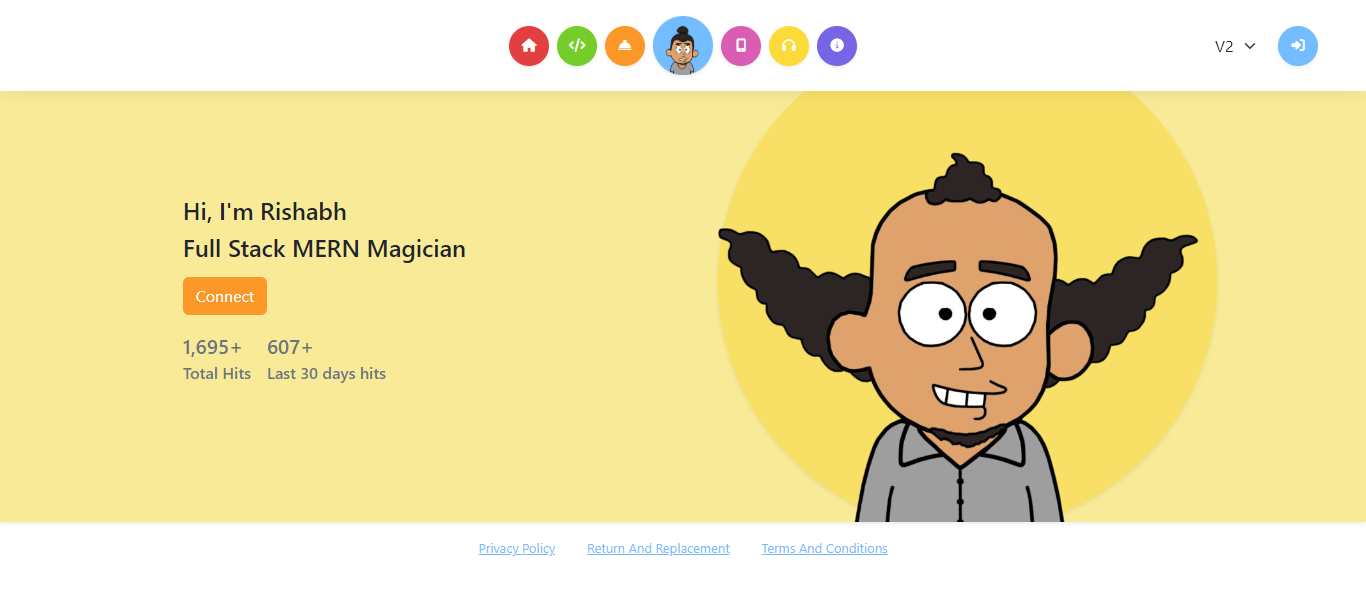 V2
Hi, I'm Rishabh
Full Stack MERN Magician
Connect
1,695+ 607+
Total Hits Last 30 days hits
Privacy Policy Return And Replacement Terms And Conditions